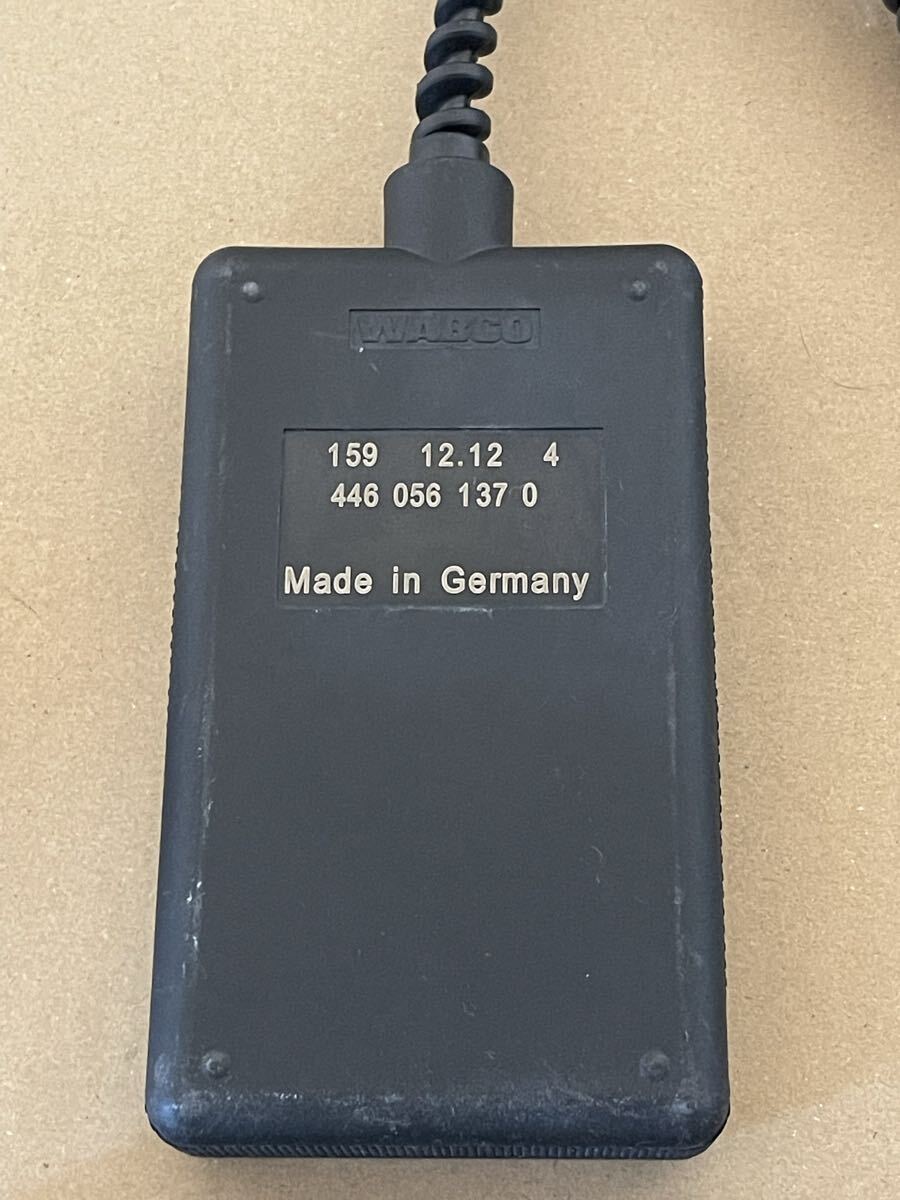 WABCO
159 12.12 4
446 056 137 0
Made in Germany